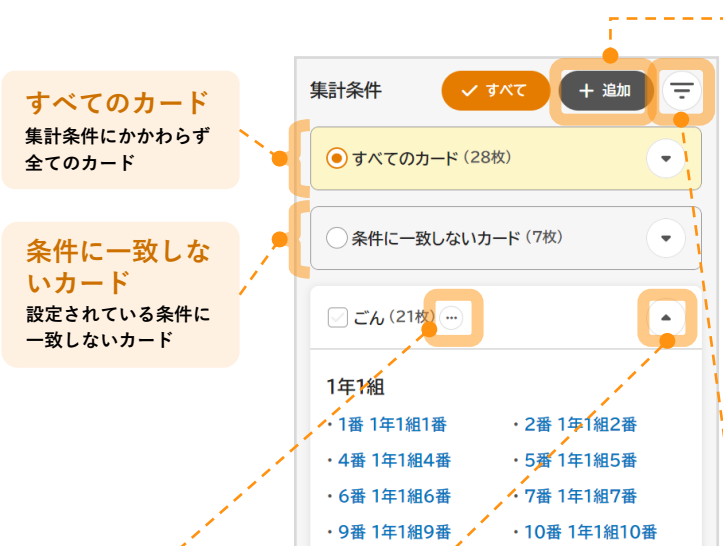 すべてのカード
集計条件にかかわらず
全てのカード
条件に一致しな
いカード
設定されている条件に
一致しないカード
集計条件
すべて
追加
すべてのカード(28枚)
条件に一致しないカード(7枚)
ごん(21枚)
1年1組
・1番 1年1組1番
・2番 1年1組2番
・4番 1年1組4番
・5番 1年1組5番
・6番 1年1組6番
・7番 1年1組7番
・9番 1年1組9番
・10番 1年1組10番